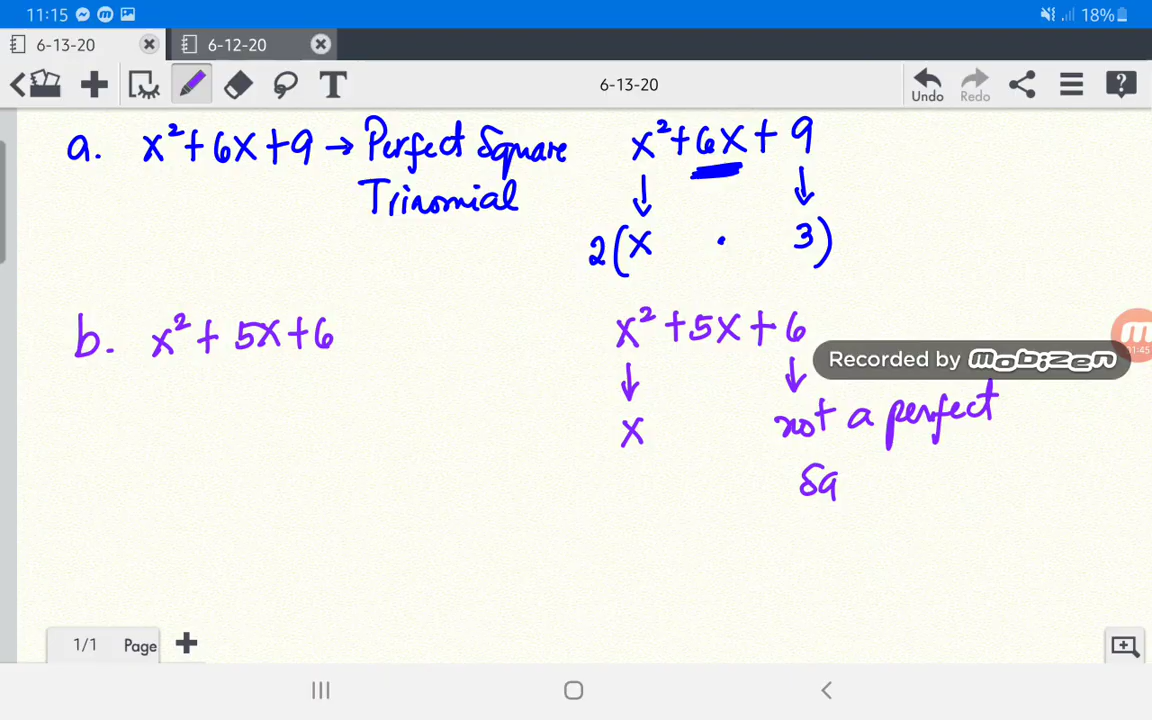 11:15 18%
6-13-20 6-12-20
T 6-13-20 Undo Redo ?
a. x²+6x+9→Perfect Square x²+6x+9
Trinomial
2(x · 3)
b. x²+5x+6 x²+5x+6
Recorded by mobizen
01:45
x not a perfect
sq
1/1 Page